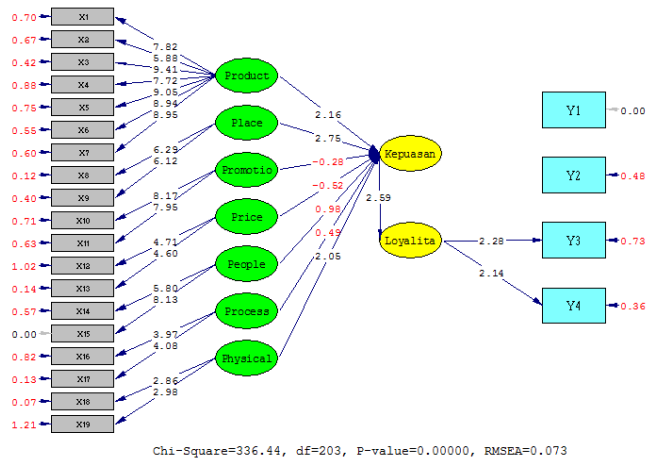 0.70 X1
0.67 X2
0.42 X3
0.88 X4
0.75 X5
0.55 X6
0.60 X7
0.12 X8
0.40 X9
0.71 X10
0.63 X11
1.02 X12
0.14 X13
0.57 X14
0.00 X15
0.82 X16
0.13 X17
0.07 X18
1.21 X19
7.82
5.88
9.41
7.72
9.05
8.94
8.95
6.29
6.12
8.17
7.95
4.71
4.60
5.80
8.13
3.97
4.08
2.86
2.98
Product
Place
Promotio
Price
People
Process
Physical
2.16
2.75
-0.28
-0.52
0.98
0.49
2.05
Kepuasan
2.59
Loyalita
2.28
2.14
Y1 0.00
Y2 0.48
Y3 0.73
Y4 0.36
Chi-Square=336.44, df=203, P-value=0.00000, RMSEA=0.073